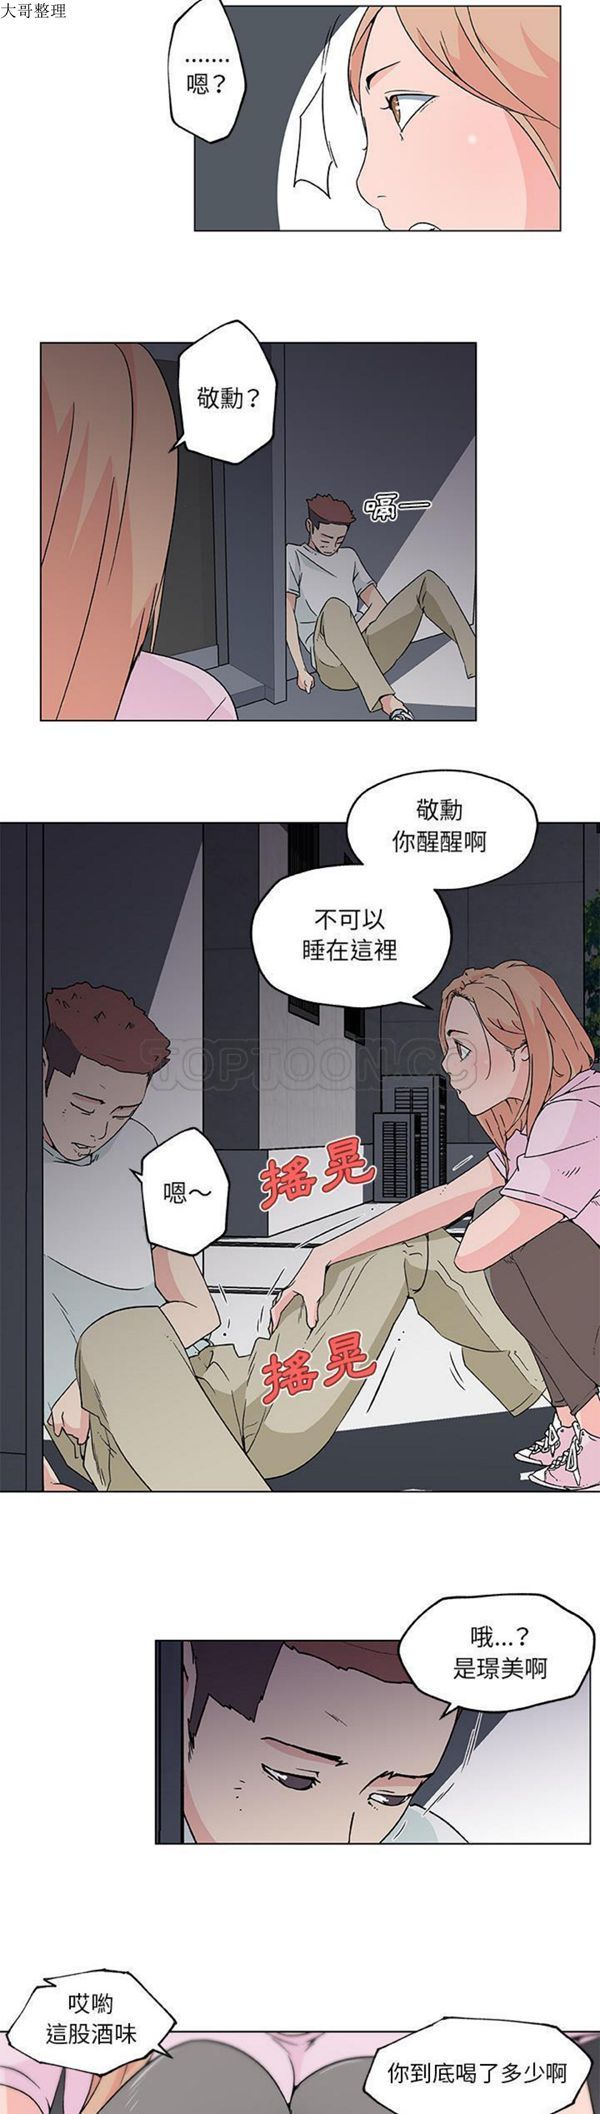 大哥整理
.......
嗯？
敬勳？
嗝一
敬勳
你醒醒啊
不可以
睡在這裡
TOPTOON.CC
搖晃
嗯～
搖晃
哦...？
是璟美啊
哎喲
這股酒味
你到底喝了多少啊